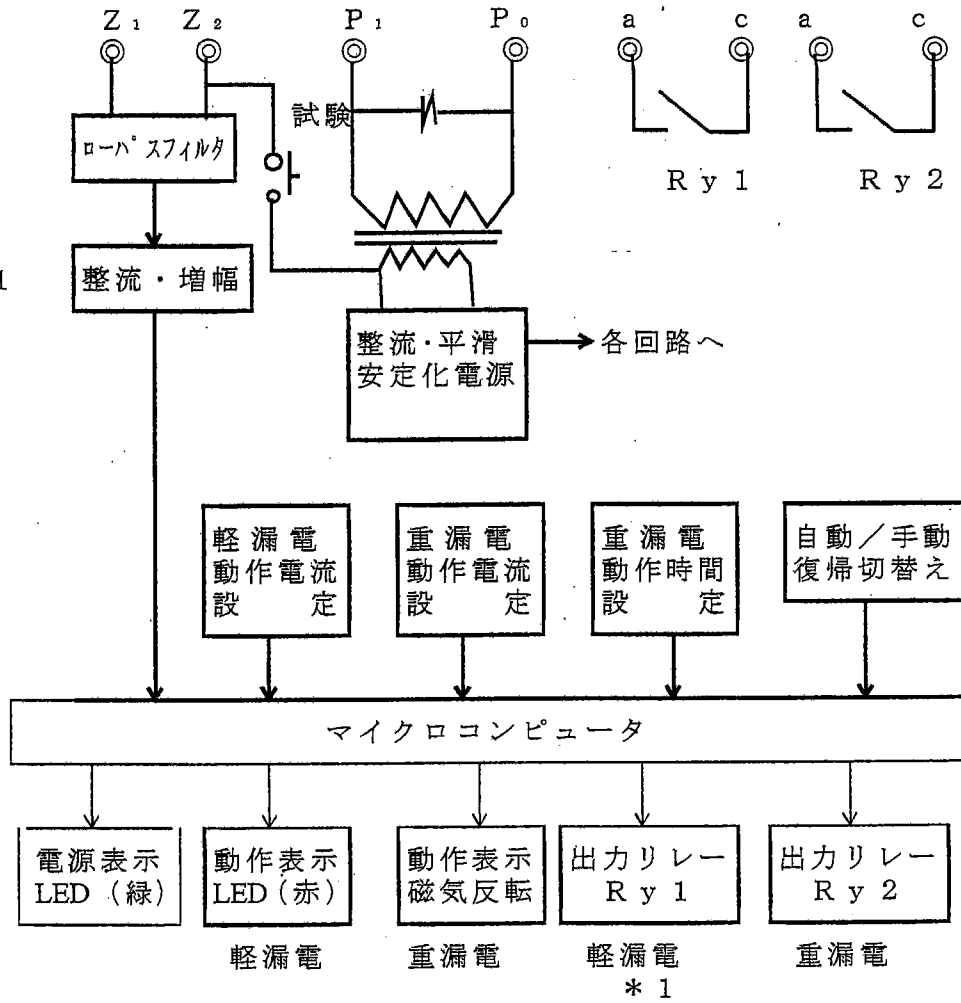 Z₁ Z₂ P₁ P₀ a c a c
試験
ローパスフィルタ
Ry1 Ry2
整流・増幅
1
整流・平滑
安定化電源
各回路へ
軽漏電
動作電流
設定
重漏電
動作電流
設定
重漏電
動作時間
設定
自動／手動
復帰切替え
マイクロコンピュータ
電源表示
LED（緑）
動作表示
LED（赤）
動作表示
磁気反転
出力リレー
Ry1
出力リレー
Ry2
軽漏電 重漏電 軽漏電 重漏電
＊1